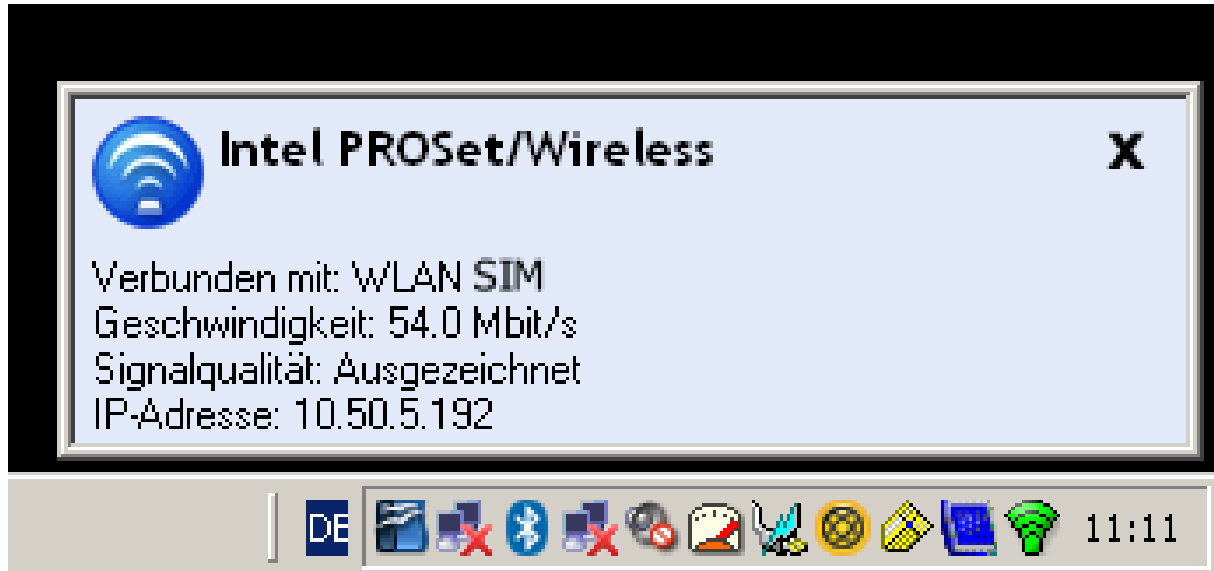 Intel PROSet/Wireless X
Verbunden mit: WLAN SIM
Geschwindigkeit: 54.0 Mbit/s
Signalqualität: Ausgezeichnet
IP-Adresse: 10.50.5.192
DE 11:11